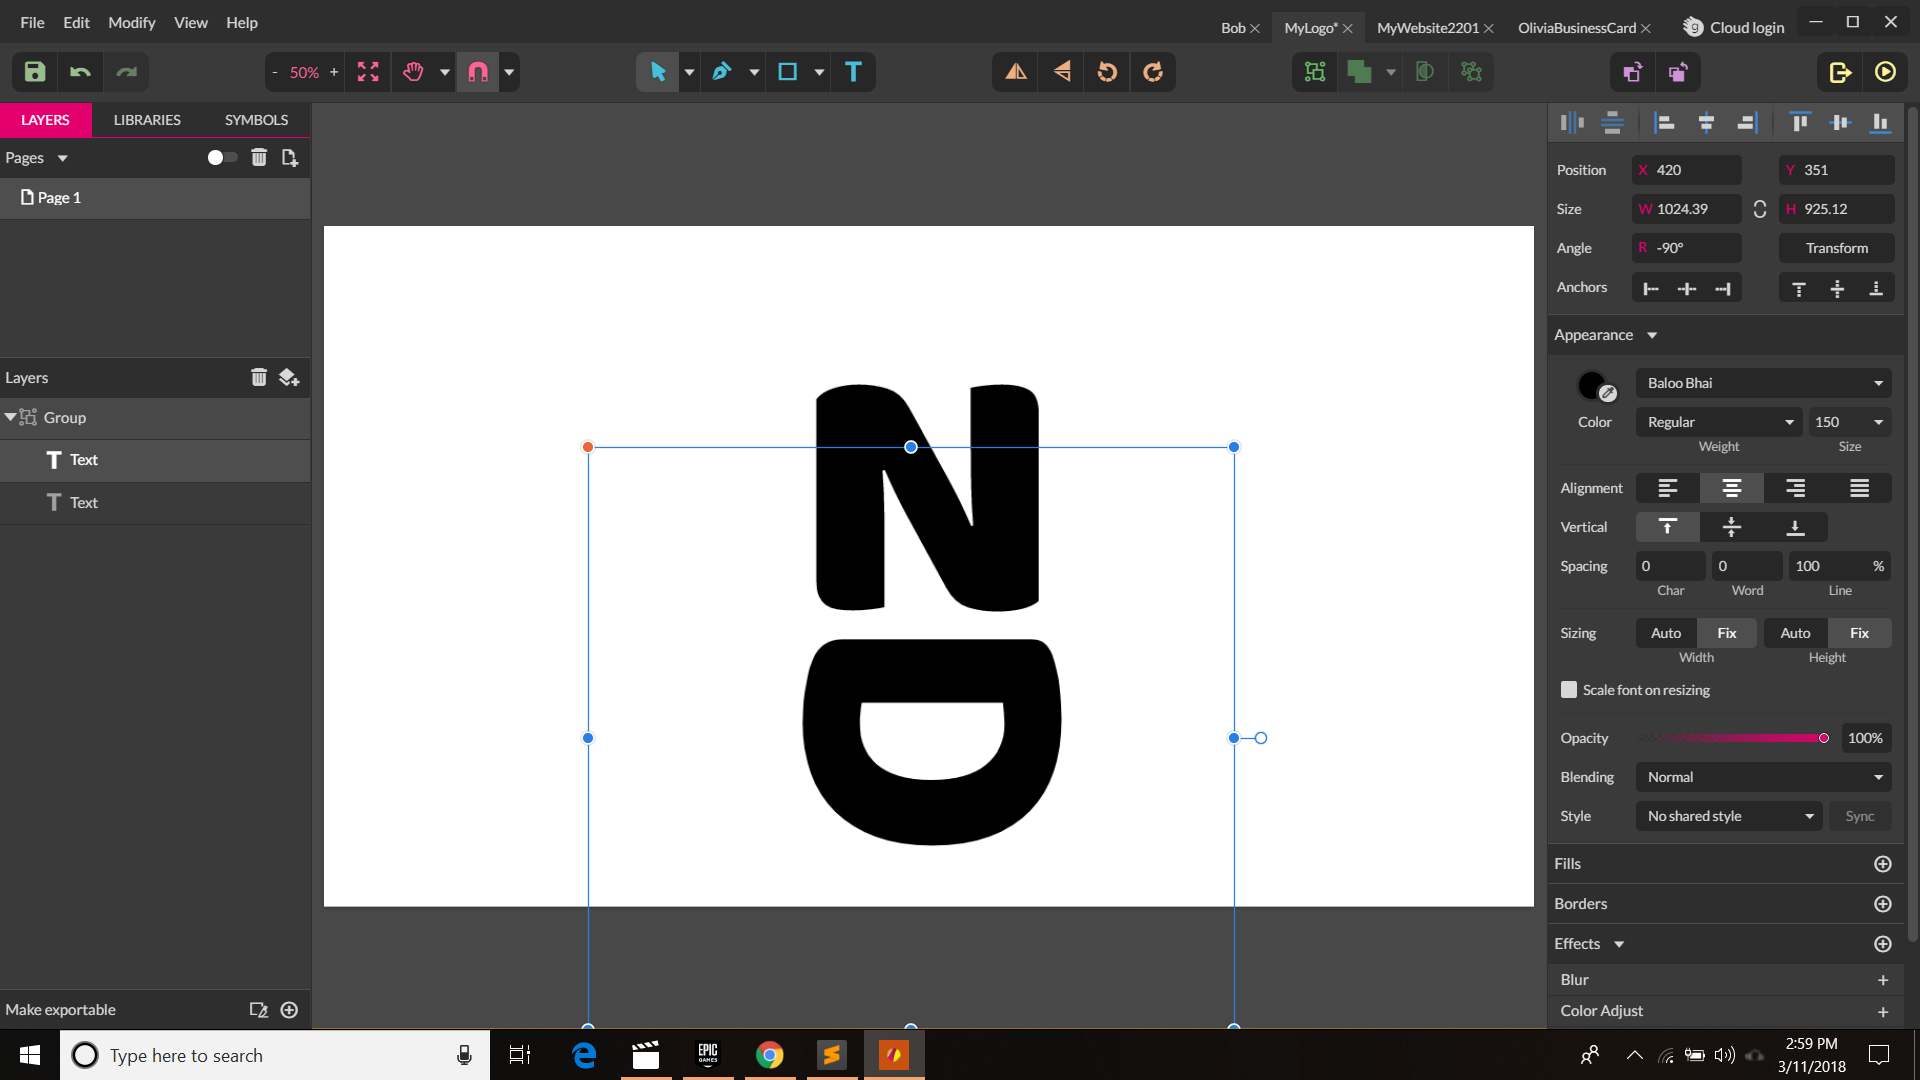 File Edit Modify View Help
Bob MyLogo* MyWebsite2201 OliviaBusinessCard Cloud login
- 50% + T
LAYERS LIBRARIES SYMBOLS
Pages
Page 1
Layers
Group
T Text
T Text
Make exportable
N
D
Position X 420 Y 351
Size W 1024.39 H 925.12
Angle R -90° Transform
Anchors
Appearance
Baloo Bhai
Color Regular 150
Weight Size
Alignment
Vertical
Spacing 0 0 100 %
Char Word Line
Sizing Auto Fix Auto Fix
Width Height
Scale font on resizing
Opacity 100%
Blending Normal
Style No shared style Sync
Fills
Borders
Effects
Blur
Color Adjust
Type here to search
EPIC GAMES
2:59 PM
3/11/2018